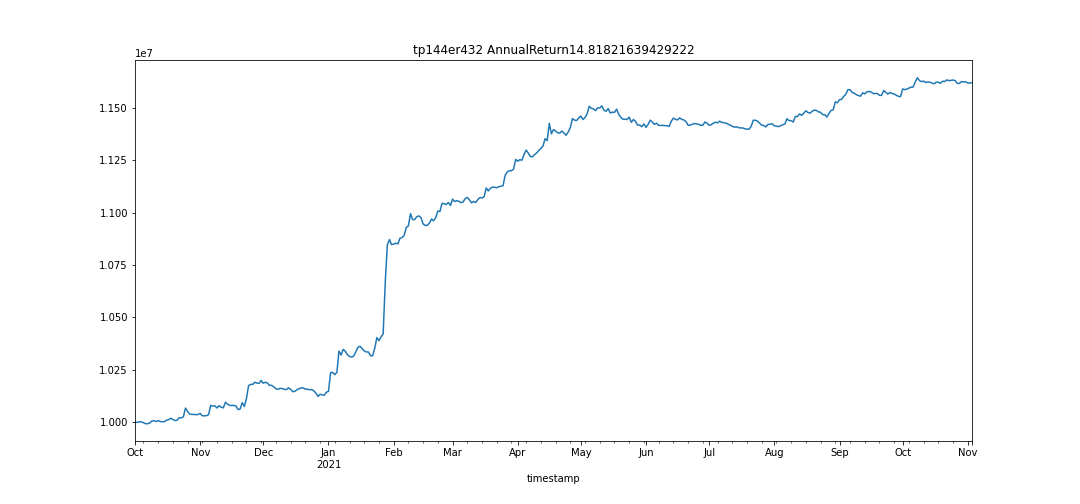 tp144er432 AnnualReturn14.81821639429222
1e7
1.150
1.125
1.100
1.075
1.050
1.025
1.000
Oct Nov Dec Jan Feb Mar Apr May Jun Jul Aug Sep Oct Nov
2021
timestamp